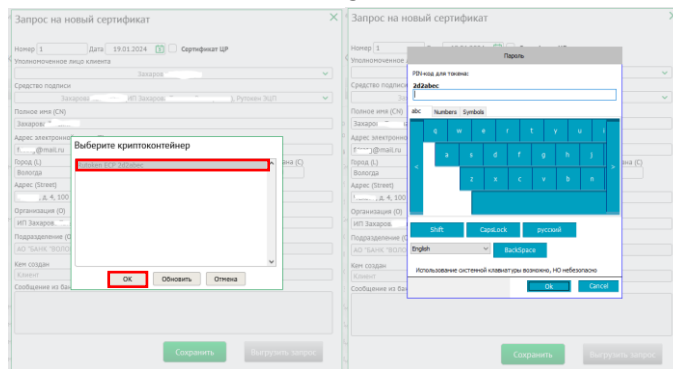 Запрос на новый сертификат
Номер 1 Дата 19.01.2024 Сертификат ЦР
Уполномоченное лицо клиента
Захаров
Средство подписи
Захаров ИП Захаров ), Рутокен ЭЦП
Полное имя (CN)
Захаров
Адрес электронно
@mail.ru
Город (L) ана (C)
Вологда
Адрес (Street)
, д. 4, 100
Организация (O)
ИП Захаров
Подразделение (O
АО "БАНК "ВОЛО
Кем создан
Клиент
Сообщение из бан
Выберите криптоконтейнер
Rutoken ECP 2d2abec
ОК Обновить Отмена
Сохранить Выгрузить запрос
Запрос на новый сертификат
Номер 1
Уполномоченное
Средство подписи
За
Полное имя (CN)
Захаров
Адрес электронно
@mail.ru
Город (L) ана (C)
Вологда
Адрес (Street)
, д. 4, 100
Организация (O)
ИП Захаров
Подразделение (O
АО "БАНК "ВОЛО
Кем создан
Клиент
Сообщение из бан
Пароль
PIN-код для токена:
2d2abec
abc Numbers Symbols
q w e r t y u i
a s d f g h j
< >
z x c v b n
Shift CapsLock русский
English BackSpace
Использование системной клавиатуры возможно, НО небезопасно
Ok Cancel
Сохранить Выгрузить запрос